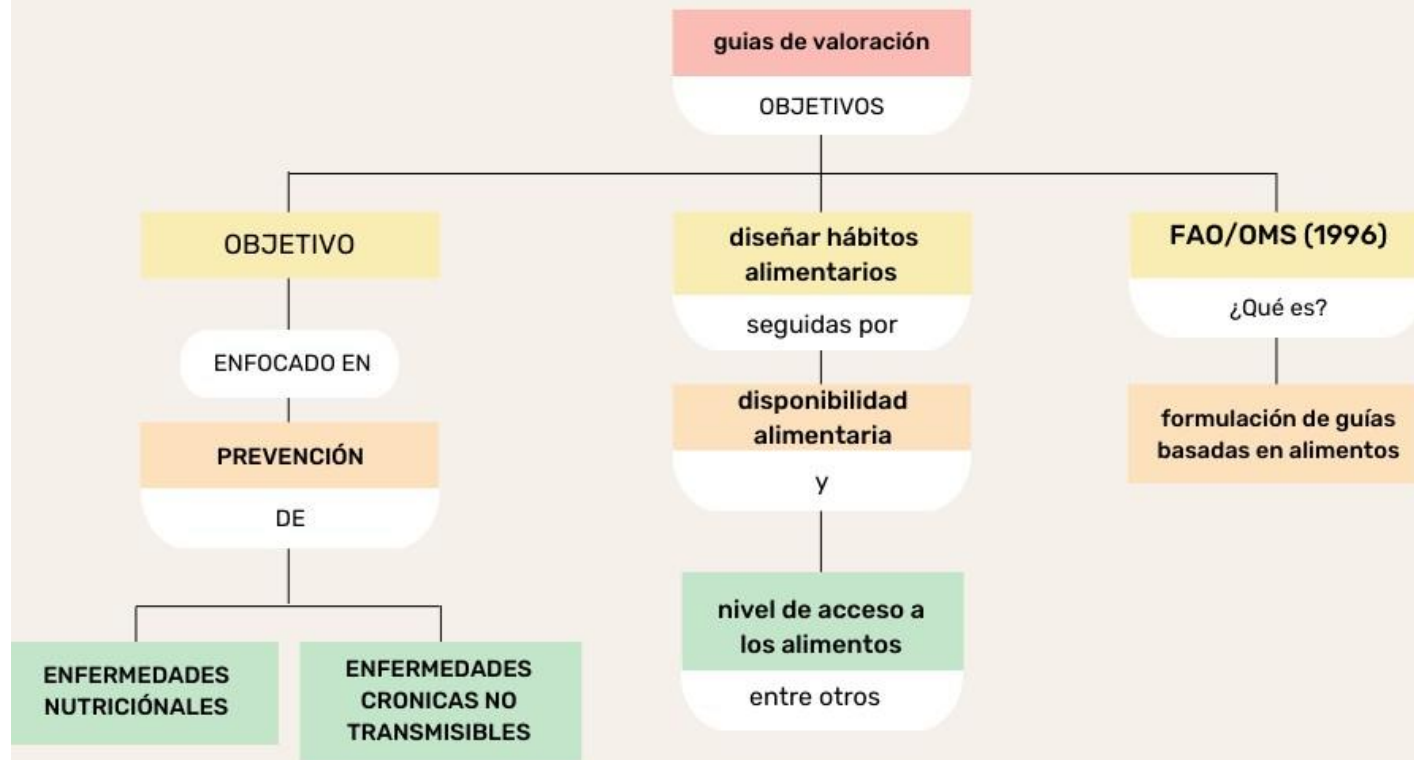 guias de valoración
OBJETIVOS
OBJETIVO
ENFOCADO EN
PREVENCIÓN
DE
ENFERMEDADES
NUTRICIÓNALES
ENFERMEDADES
CRONICAS NO
TRANSMISIBLES
diseñar hábitos
alimentarios
seguidas por
disponibilidad
alimentaria
y
nivel de acceso a
los alimentos
entre otros
FAO/OMS (1996)
¿Qué es?
formulación de guías
basadas en alimentos